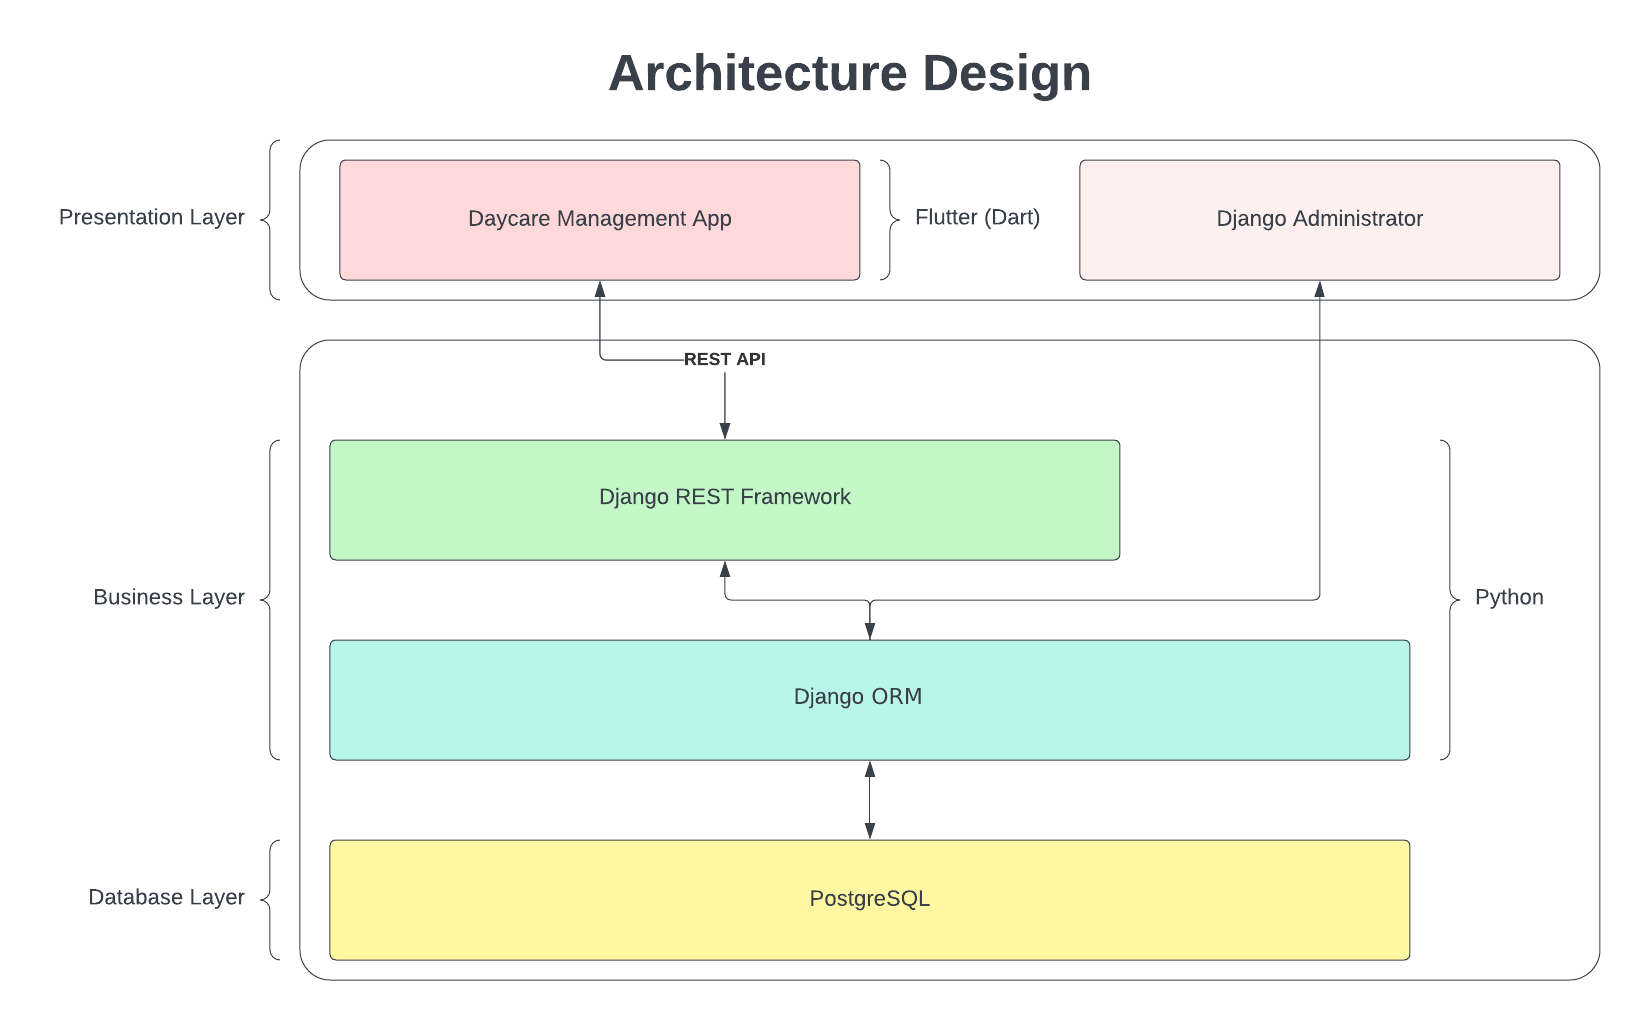 Architecture Design
Presentation Layer
Daycare Management App
Flutter (Dart)
Django Administrator
REST API
Django REST Framework
Business Layer
Python
Django ORM
Database Layer
PostgreSQL